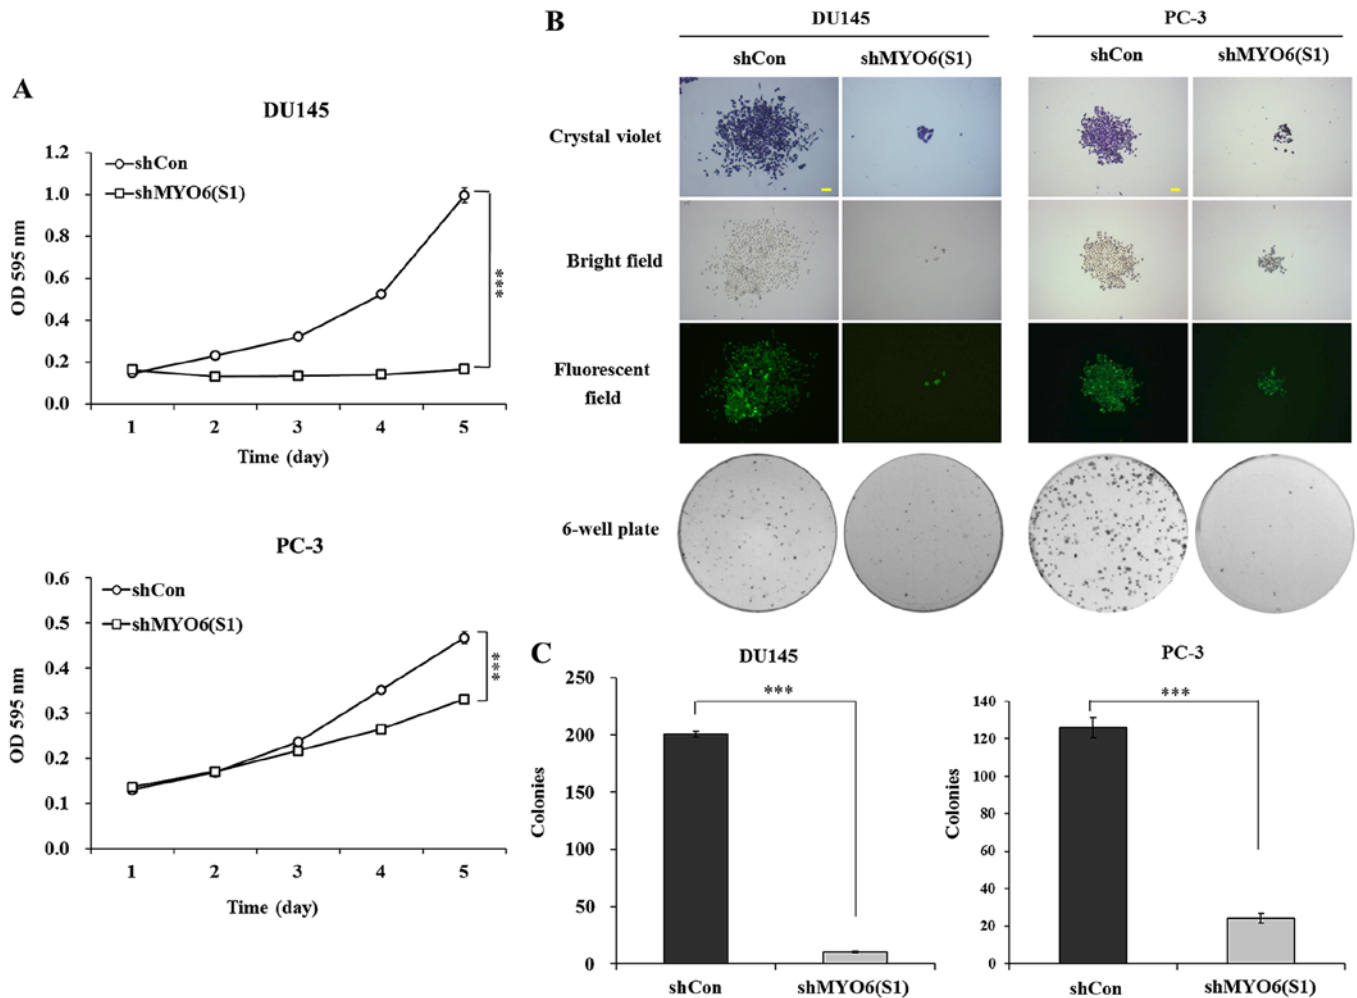 A
DU145
1.2
1.0
0.8
0.6
0.4
0.2
0.0
OD 595 nm
shCon
shMYO6(S1)
***
1 2 3 4 5
Time (day)
PC-3
0.6
0.5
0.4
0.3
0.2
0.1
0.0
OD 595 nm
shCon
shMYO6(S1)
***
1 2 3 4 5
Time (day)
B
DU145 PC-3
shCon shMYO6(S1) shCon shMYO6(S1)
Crystal violet
Bright field
Fluorescent
field
6-well plate
C
DU145
250
200
150
100
50
0
Colonies
***
shCon shMYO6(S1)
PC-3
140
120
100
80
60
40
20
0
Colonies
***
shCon shMYO6(S1)